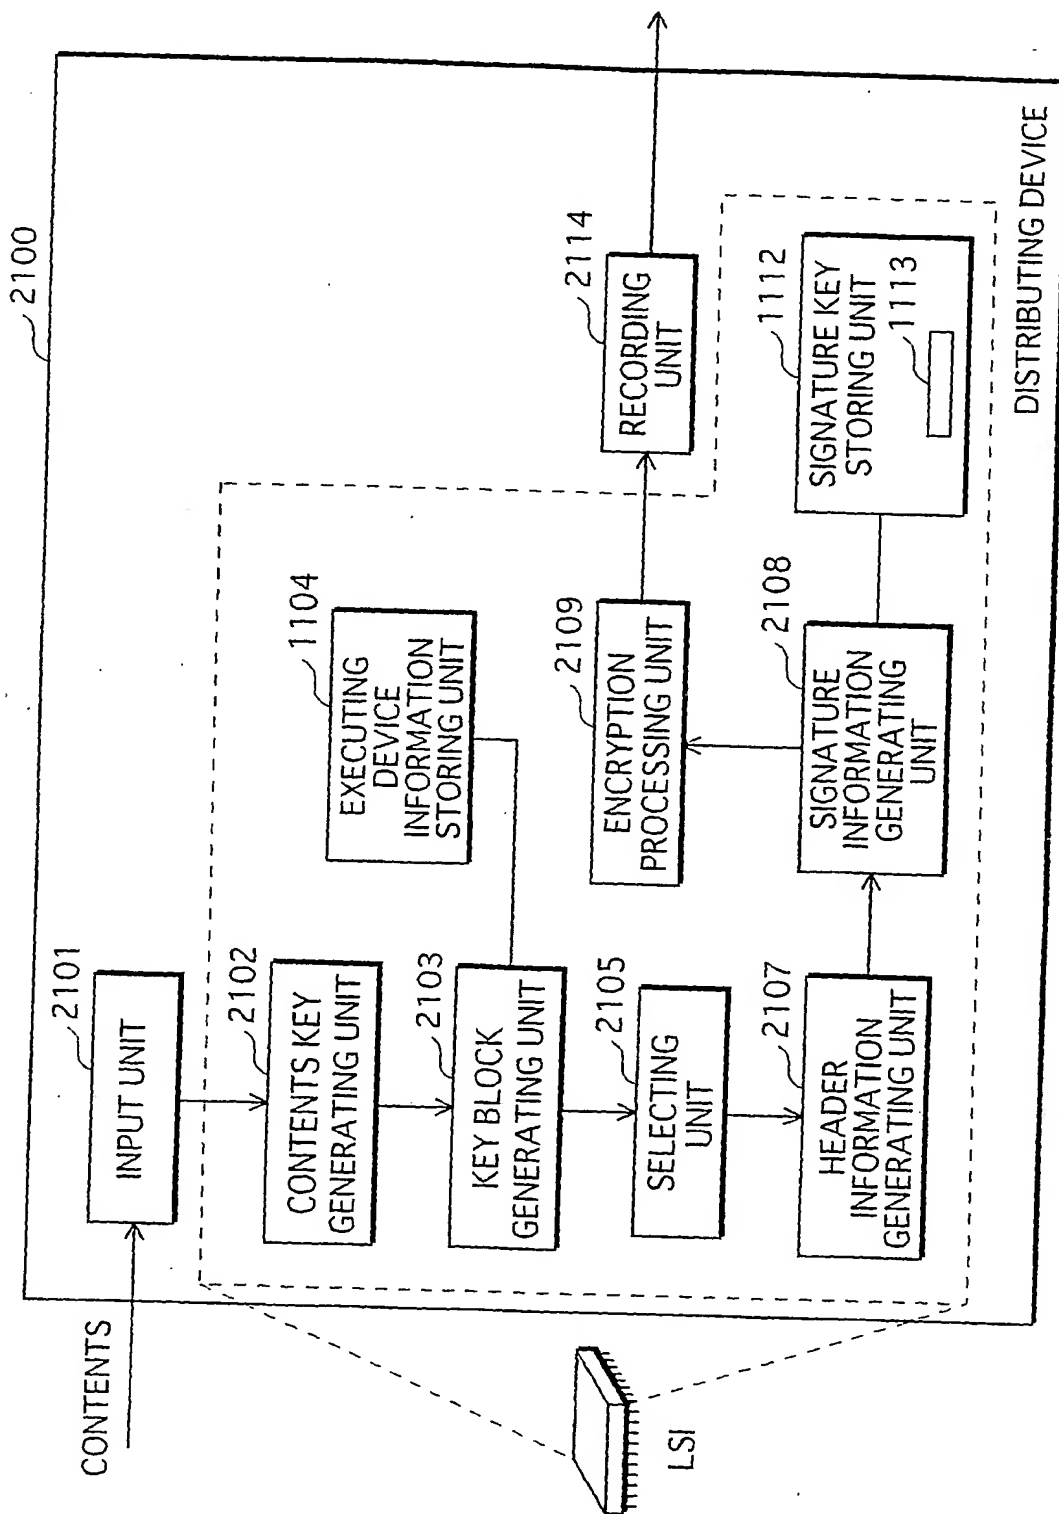 2100
CONTENTS
INPUT UNIT
2101
CONTENTS KEY
GENERATING UNIT
2102
KEY BLOCK
GENERATING UNIT
2103
EXECUTING
DEVICE
INFORMATION
STORING UNIT
1104
SELECTING
UNIT
2105
ENCRYPTION
PROCESSING UNIT
2109
RECORDING
UNIT
2114
HEADER
INFORMATION
GENERATING UNIT
2107
SIGNATURE
INFORMATION
GENERATING
UNIT
2108
SIGNATURE KEY
STORING UNIT
1112
1113
LSI
DISTRIBUTING DEVICE